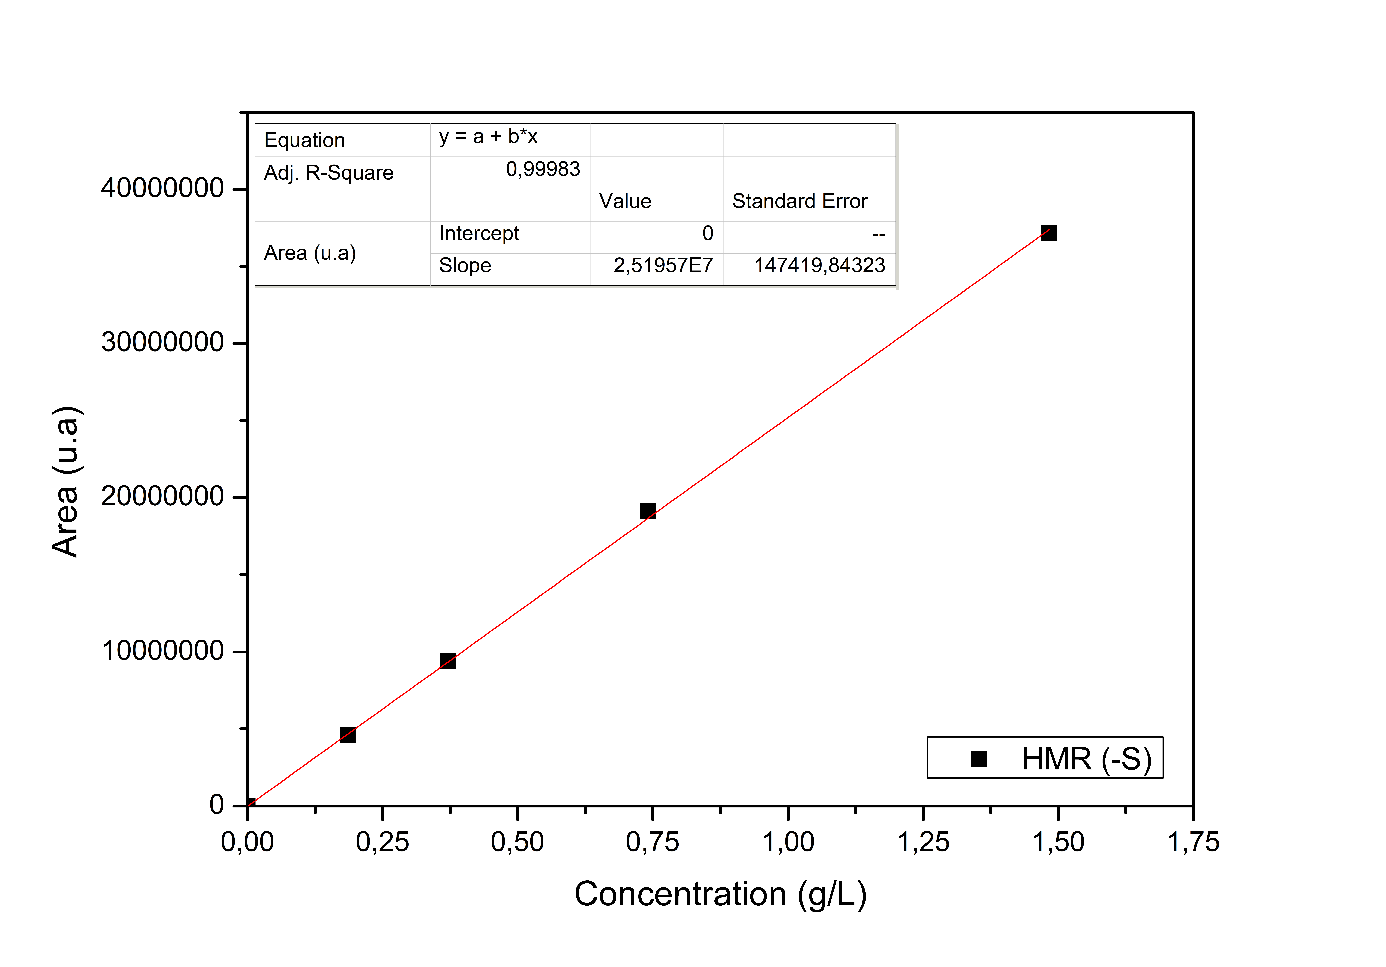 Equation y = a + b*x
Adj. R-Square 0,99983
Value Standard Error
Area (u.a) Intercept 0 --
Slope 2,51957E7 147419,84323
40000000
30000000
20000000
10000000
0
Area (u.a)
HMR (-S)
0,00 0,25 0,50 0,75 1,00 1,25 1,50 1,75
Concentration (g/L)